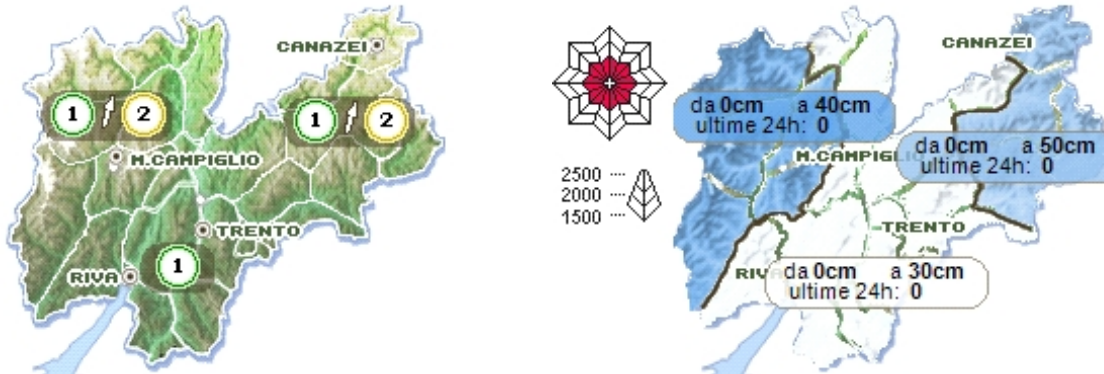 CANAZEI
1 2
1 2
M.CAMPIGLIO
TRENTO
RIVA
1
CANAZEI
da 0cm a 40cm
ultime 24h: 0
da 0cm a 50cm
ultime 24h: 0
M.CAMPIGLIO
2500
2000
1500
TRENTO
RIVA
da 0cm a 30cm
ultime 24h: 0